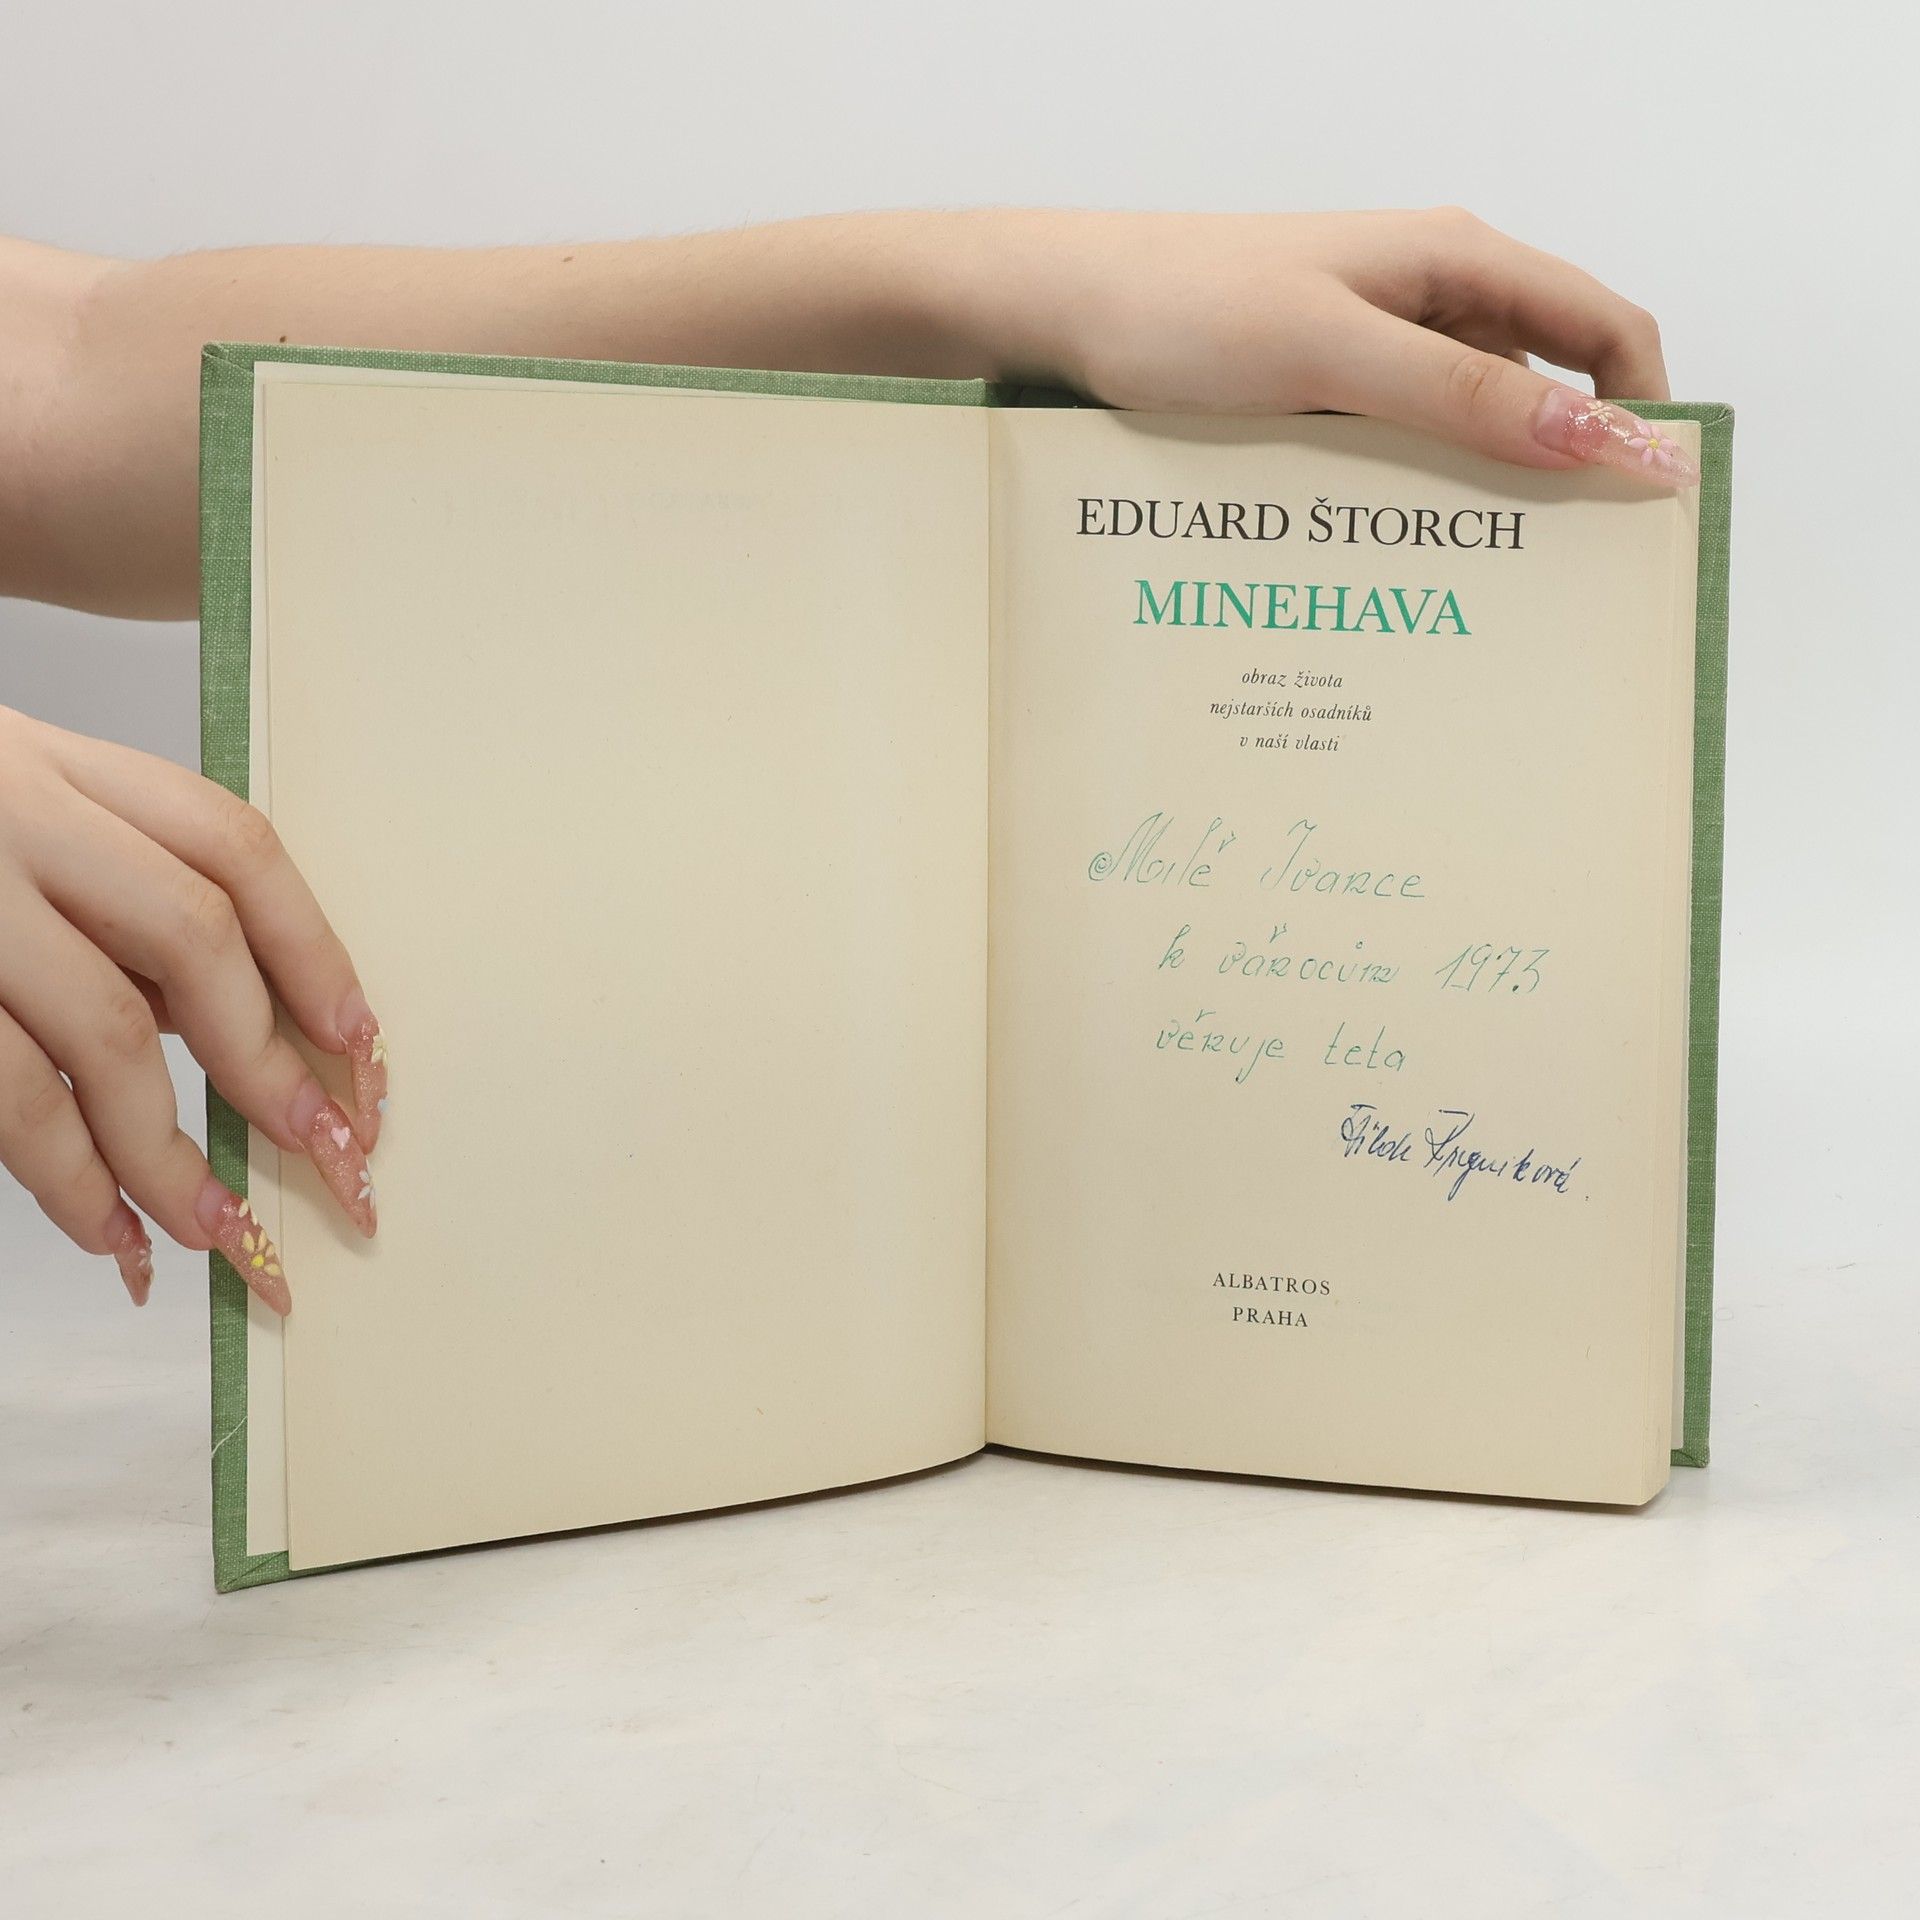 EDUARD ŠTORCH
MINEHAVA
obraz života
nejstarších osadníků
v naší vlasti
Milé Ivance
k vánocům 1973
věnuje teta
ALBATROS
PRAHA